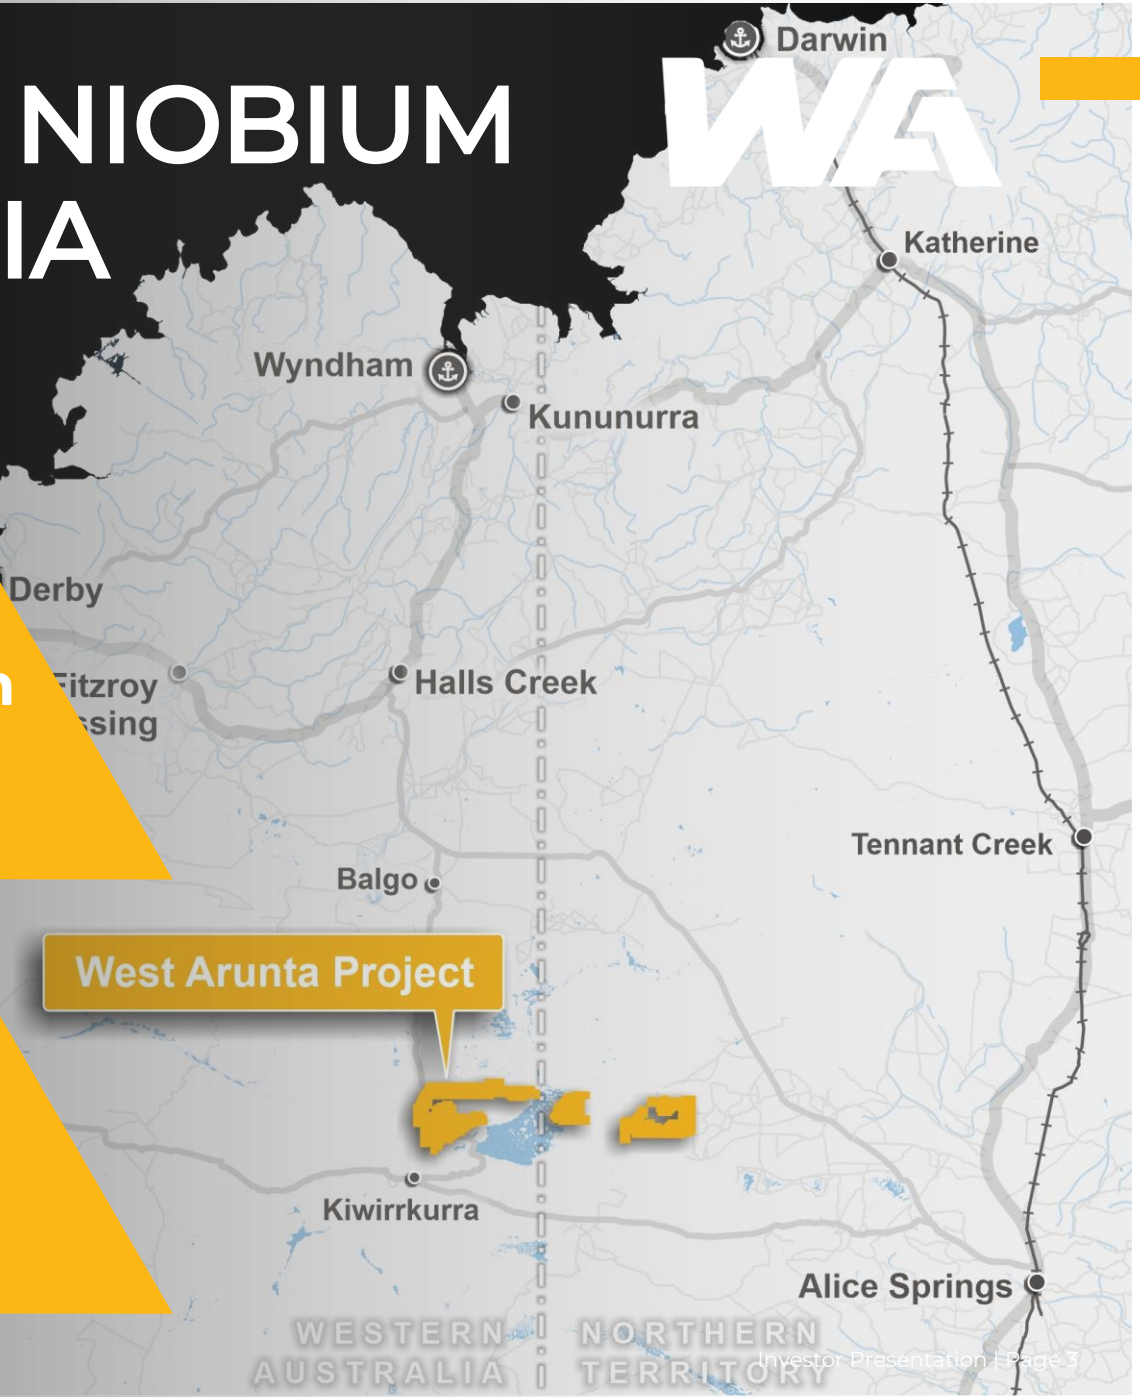 Darwin
WA
NIOBIUM
IA
Katherine
Wyndham
Kununurra
Derby
n
Fitzroy
ssing
Halls Creek
Tennant Creek
Balgo
West Arunta Project
Kiwirrkurra
Alice Springs
WESTERN
AUSTRALIA
NORTHERN
TERRITORY
Investor Presentation | Page 3